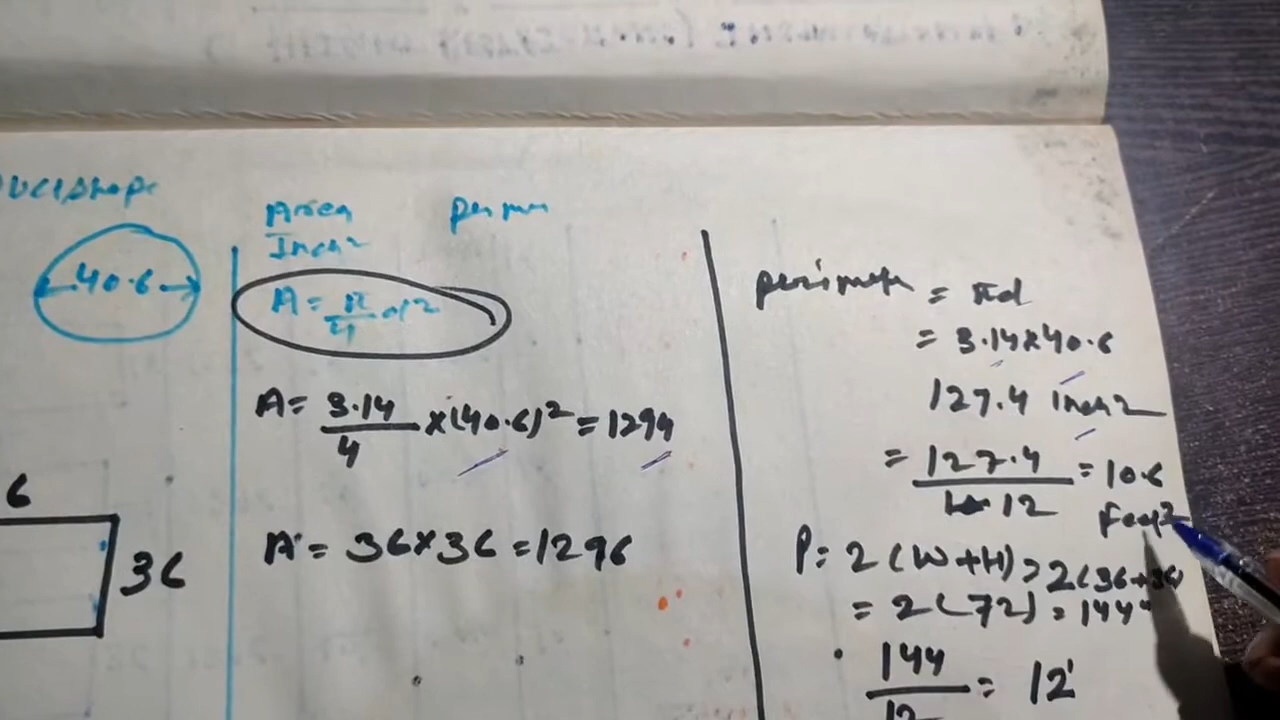 40.6
6
36
Area
Inch²
A = π/4 d²
A = 3.14/4 × (40.6)² = 1294
A = 36×36 = 1296
= πd
= 3.14×40.6
127.4 Inch²
= 127.4/12 = 10.6
Feet²
P = 2(W+H) = 2(36+36)
= 2(72) = 144"
144/12 = 12'